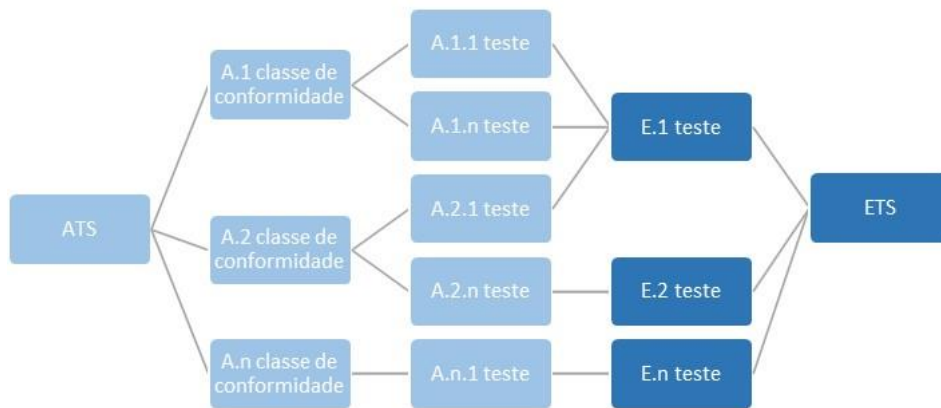 ATS
A.1 classe de
conformidade
A.2 classe de
conformidade
A.n classe de
conformidade
A.1.1 teste
A.1.n teste
A.2.1 teste
A.2.n teste
A.n.1 teste
E.1 teste
E.2 teste
E.n teste
ETS